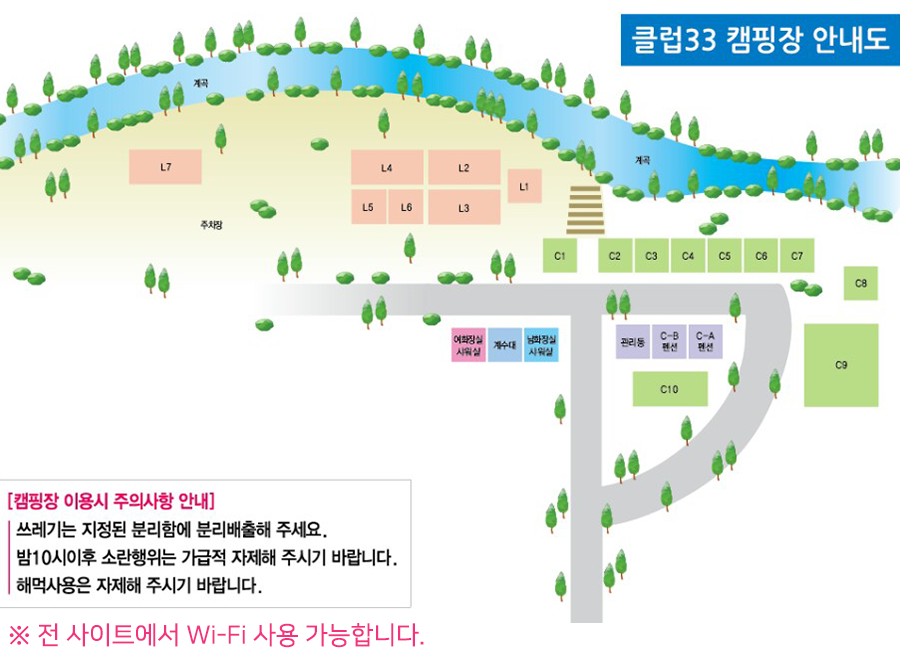 클럽33 캠핑장 안내도
계곡
계곡
L7
L4
L2
L1
L5
L6
L3
주차장
C1
C2
C3
C4
C5
C6
C7
C8
여화장실
샤워실
계수대
남화장실
샤워실
관리동
C-B
펜션
C-A
펜션
C9
C10
[캠핑장 이용시 주의사항 안내]
쓰레기는 지정된 분리함에 분리배출해 주세요.
밤10시이후 소란행위는 가급적 자제해 주시기 바랍니다.
해먹사용은 자제해 주시기 바랍니다.
※ 전 사이트에서 Wi-Fi 사용 가능합니다.